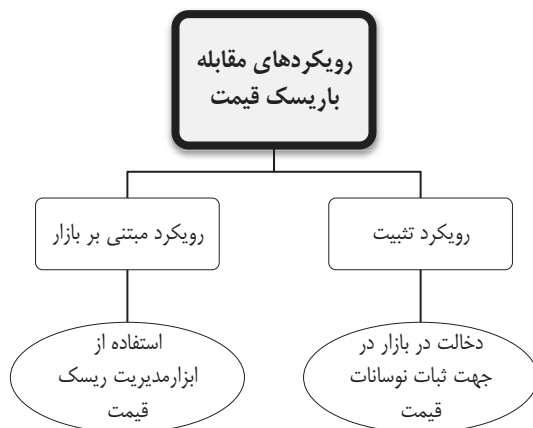 رویکردهای مقابله
باریسک قیمت
رویکرد تثبیت
رویکرد مبتنی بر بازار
دخالت در بازار در
جهت ثبات نوسانات
قیمت
استفاده از
ابزارمدیریت ریسک
قیمت